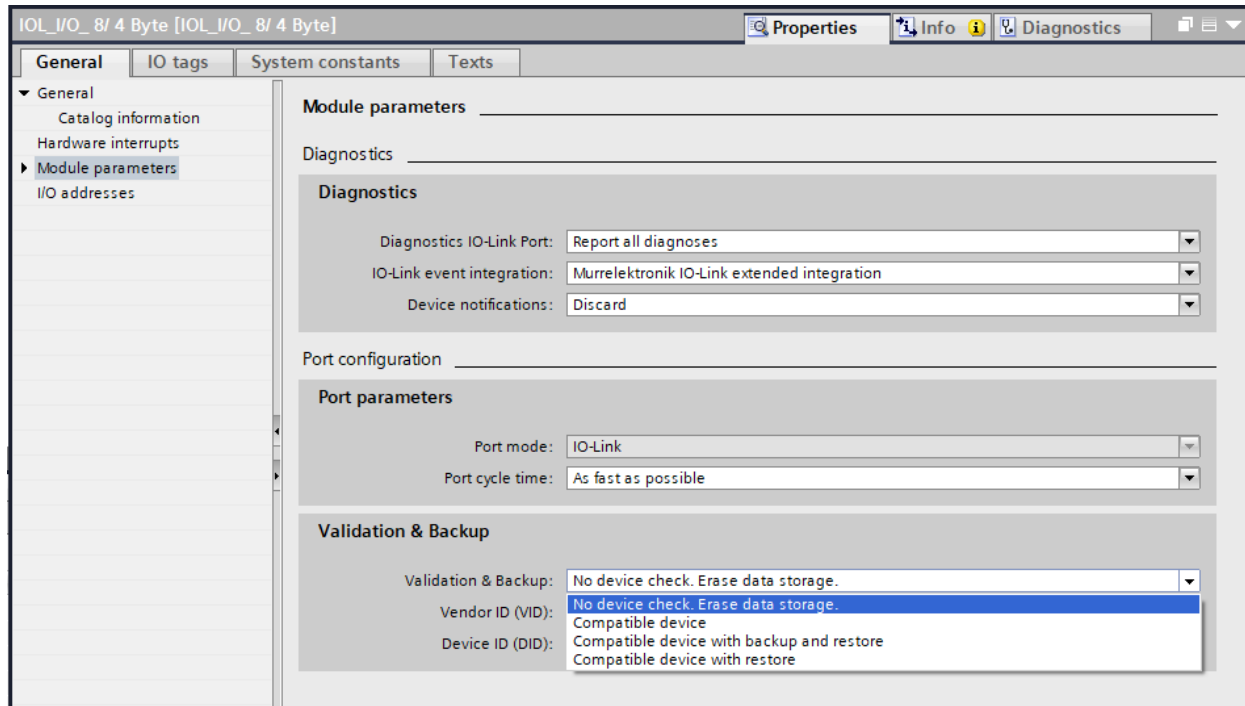 IOL_I/O_ 8/ 4 Byte [IOL_I/O_ 8/ 4 Byte]
Properties
Info
Diagnostics
General
IO tags
System constants
Texts
General
Catalog information
Hardware interrupts
Module parameters
I/O addresses
Module parameters
Diagnostics
Diagnostics
Diagnostics IO-Link Port: Report all diagnoses
IO-Link event integration: Murrelektronik IO-Link extended integration
Device notifications: Discard
Port configuration
Port parameters
Port mode: IO-Link
Port cycle time: As fast as possible
Validation & Backup
Validation & Backup: No device check. Erase data storage.
Vendor ID (VID):
Device ID (DID):
No device check. Erase data storage.
Compatible device
Compatible device with backup and restore
Compatible device with restore